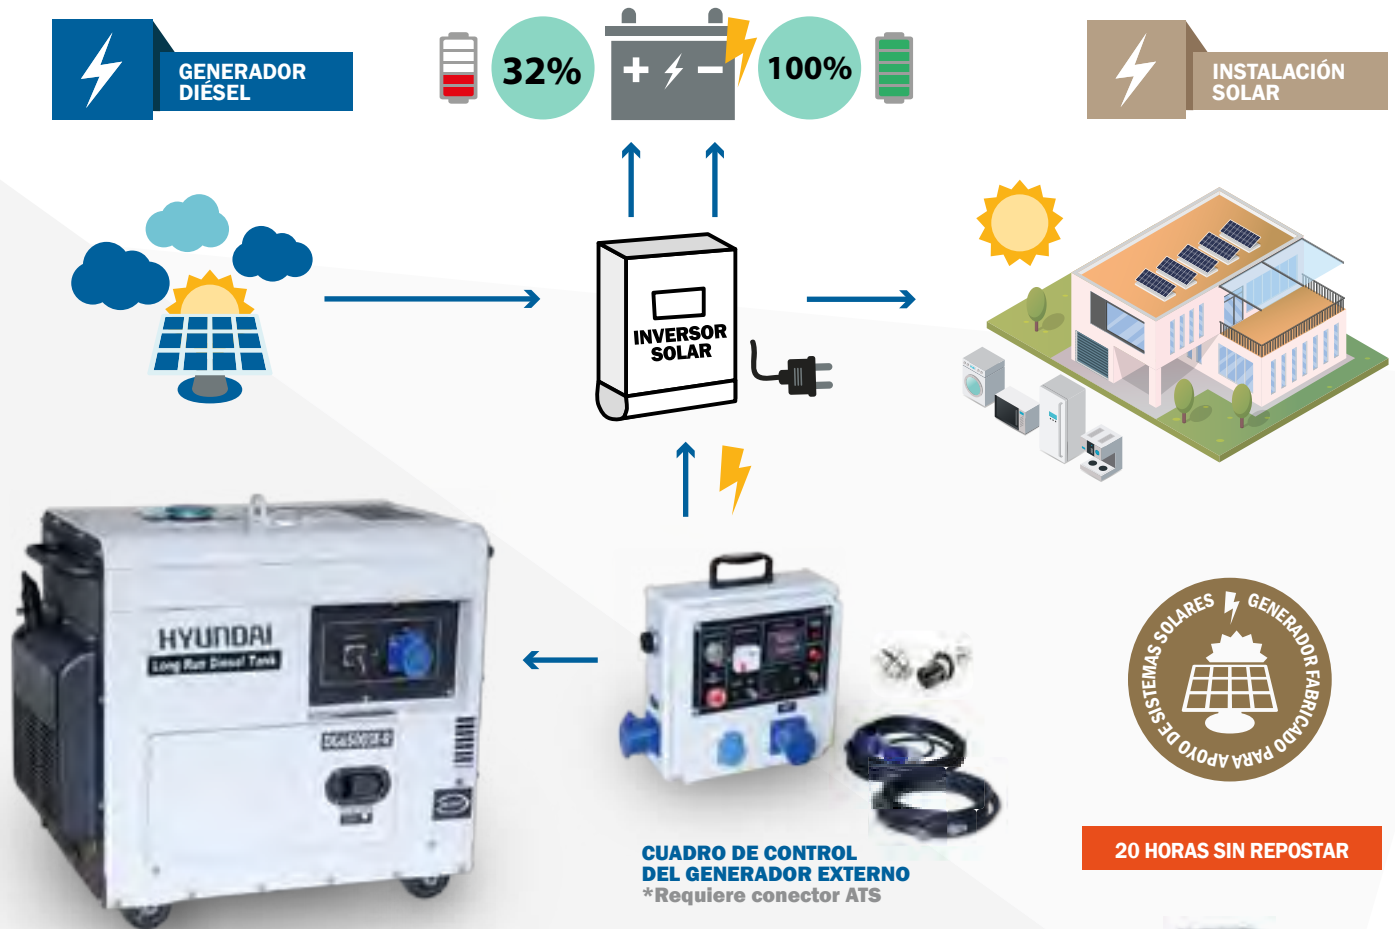 GENERADOR
DIÉSEL
32%
100%
INSTALACIÓN
SOLAR
INVERSOR
SOLAR
HYUNDAI
Long Run Diesel Tank
GENERADOR FABRICADO PARA APOYO DE SISTEMAS SOLARES
CUADRO DE CONTROL
DEL GENERADOR EXTERNO
*Requiere conector ATS
20 HORAS SIN REPOSTAR